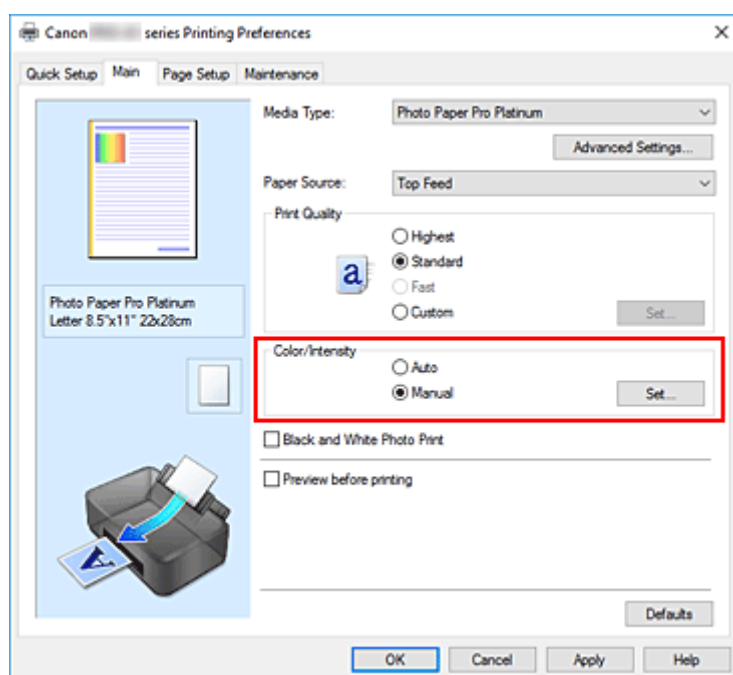 Canon series Printing Preferences
Quick Setup Main Page Setup Maintenance
Media Type: Photo Paper Pro Platinum
Advanced Settings...
Paper Source: Top Feed
Print Quality
Highest
Standard
Fast
Custom Set...
Photo Paper Pro Platinum
Letter 8.5"x11" 22x28cm
Color/Intensity
Auto
Manual Set...
Black and White Photo Print
Preview before printing
Defaults
OK Cancel Apply Help